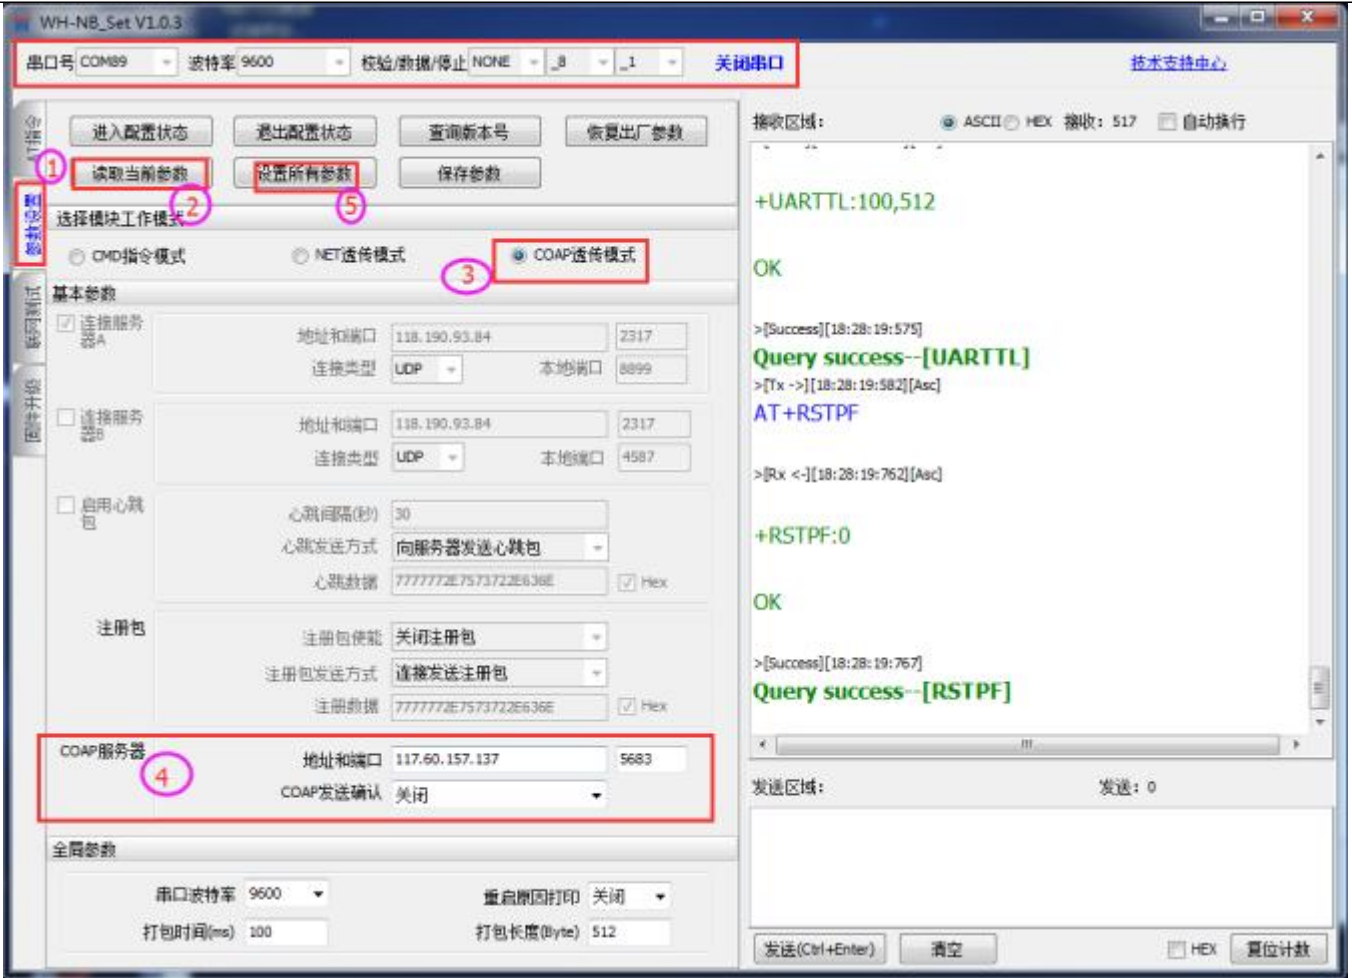 WH-NB_Set V1.0.3
串口号 COM89 波特率 9600 校验/数据/停止 NONE _8 _1 关闭串口 技术支持中心
AT指令
参数设置
联网测试
固件升级
进入配置状态 退出配置状态 查询版本号 恢复出厂参数
① 读取当前参数 ② 设置所有参数 ⑤ 保存参数
选择模块工作模式
CMD指令模式 NET透传模式 ③ COAP透传模式
基本参数
连接服务器A
地址和端口 118.190.93.84 2317
连接类型 UDP 本地端口 8899
连接服务器B
地址和端口 118.190.93.84 2317
连接类型 UDP 本地端口 4587
启用心跳包
心跳间隔(秒) 30
心跳发送方式 向服务器发送心跳包
心跳数据 7777772E7573722E636E Hex
注册包
注册包使能 关闭注册包
注册包发送方式 连接发送注册包
注册数据 7777772E7573722E636E Hex
COAP服务器 ④
地址和端口 117.60.157.137 5683
COAP发送确认 关闭
全局参数
串口波特率 9600 重启原因打印 关闭
打包时间(ms) 100 打包长度(Byte) 512
接收区域: ASCII HEX 接收: 517 自动换行
+UARTTL:100,512
OK
>[Success][18:28:19:575]
Query success--[UARTTL]
>[Tx ->][18:28:19:582][Asc]
AT+RSTPF
>[Rx <-][18:28:19:762][Asc]
+RSTPF:0
OK
>[Success][18:28:19:767]
Query success--[RSTPF]
发送区域: 发送: 0
发送(Ctrl+Enter) 清空 HEX 复位计数